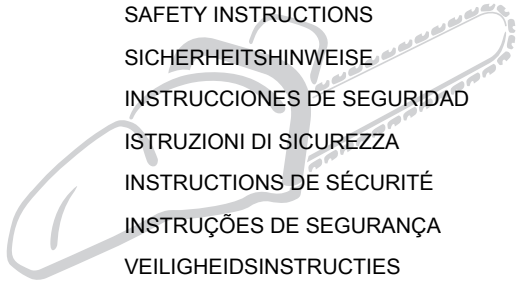 SAFETY INSTRUCTIONS
SICHERHEITSHINWEISE
INSTRUCCIONES DE SEGURIDAD
ISTRUZIONI DI SICUREZZA
INSTRUCTIONS DE SÉCURITÉ
INSTRUÇÕES DE SEGURANÇA
VEILIGHEIDSINSTRUCTIES